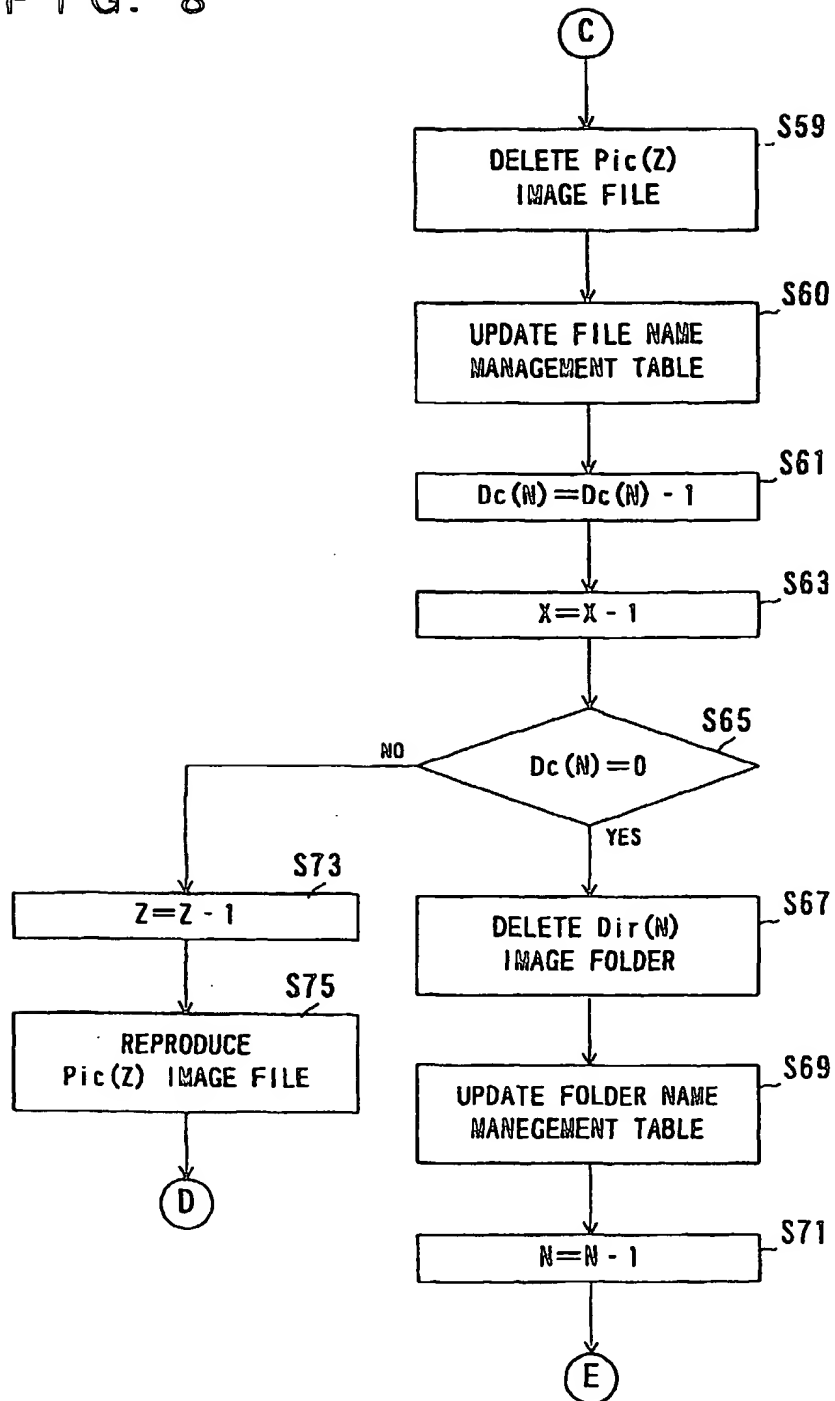 FIG. 8
C
S59
DELETE Pic(Z)
IMAGE FILE
S60
UPDATE FILE NAME
MANAGEMENT TABLE
S61
Dc(N)=Dc(N)-1
S63
X=X-1
S65
Dc(N)=0
NO
YES
S73
Z=Z-1
S75
REPRODUCE
Pic(Z) IMAGE FILE
D
S67
DELETE Dir(N)
IMAGE FOLDER
S69
UPDATE FOLDER NAME
MANEGEMENT TABLE
S71
N=N-1
E